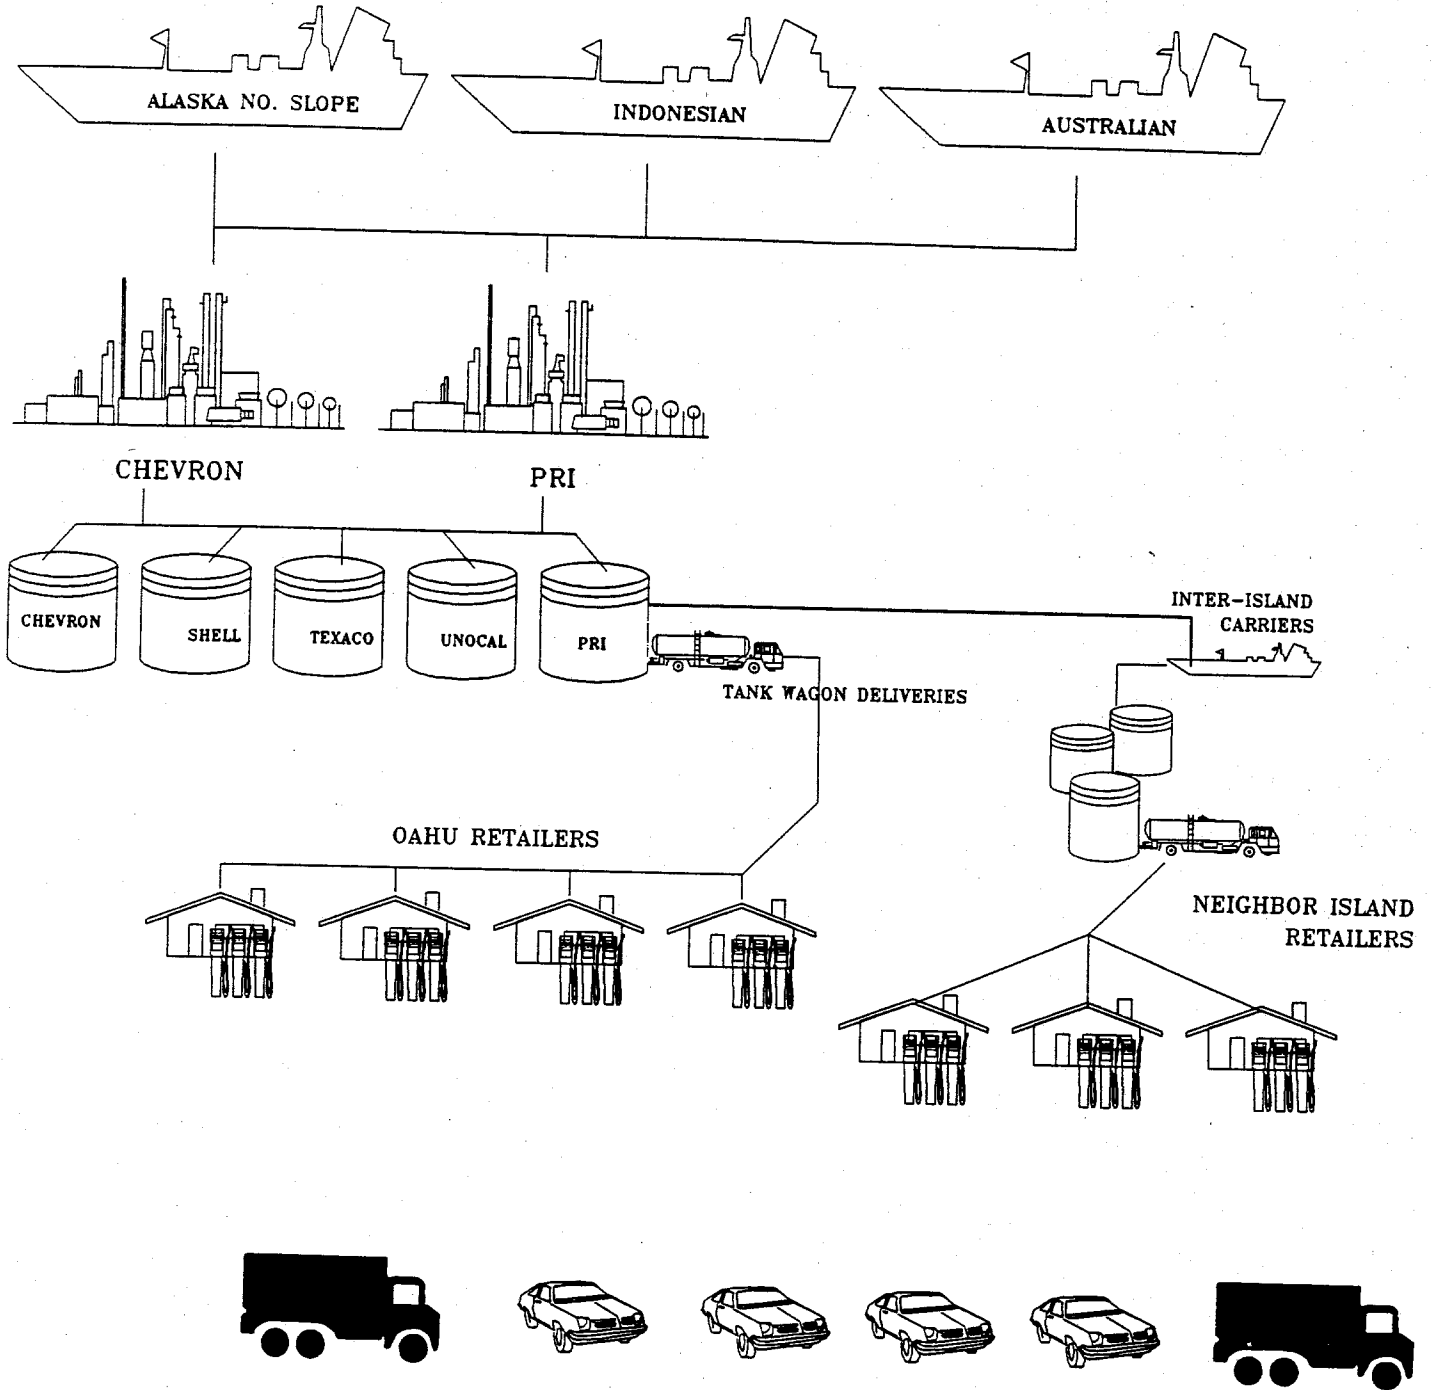 ALASKA NO. SLOPE
INDONESIAN
AUSTRALIAN
CHEVRON
PRI
CHEVRON
SHELL
TEXACO
UNOCAL
PRI
INTER-ISLAND
CARRIERS
TANK WAGON DELIVERIES
OAHU RETAILERS
NEIGHBOR ISLAND
RETAILERS